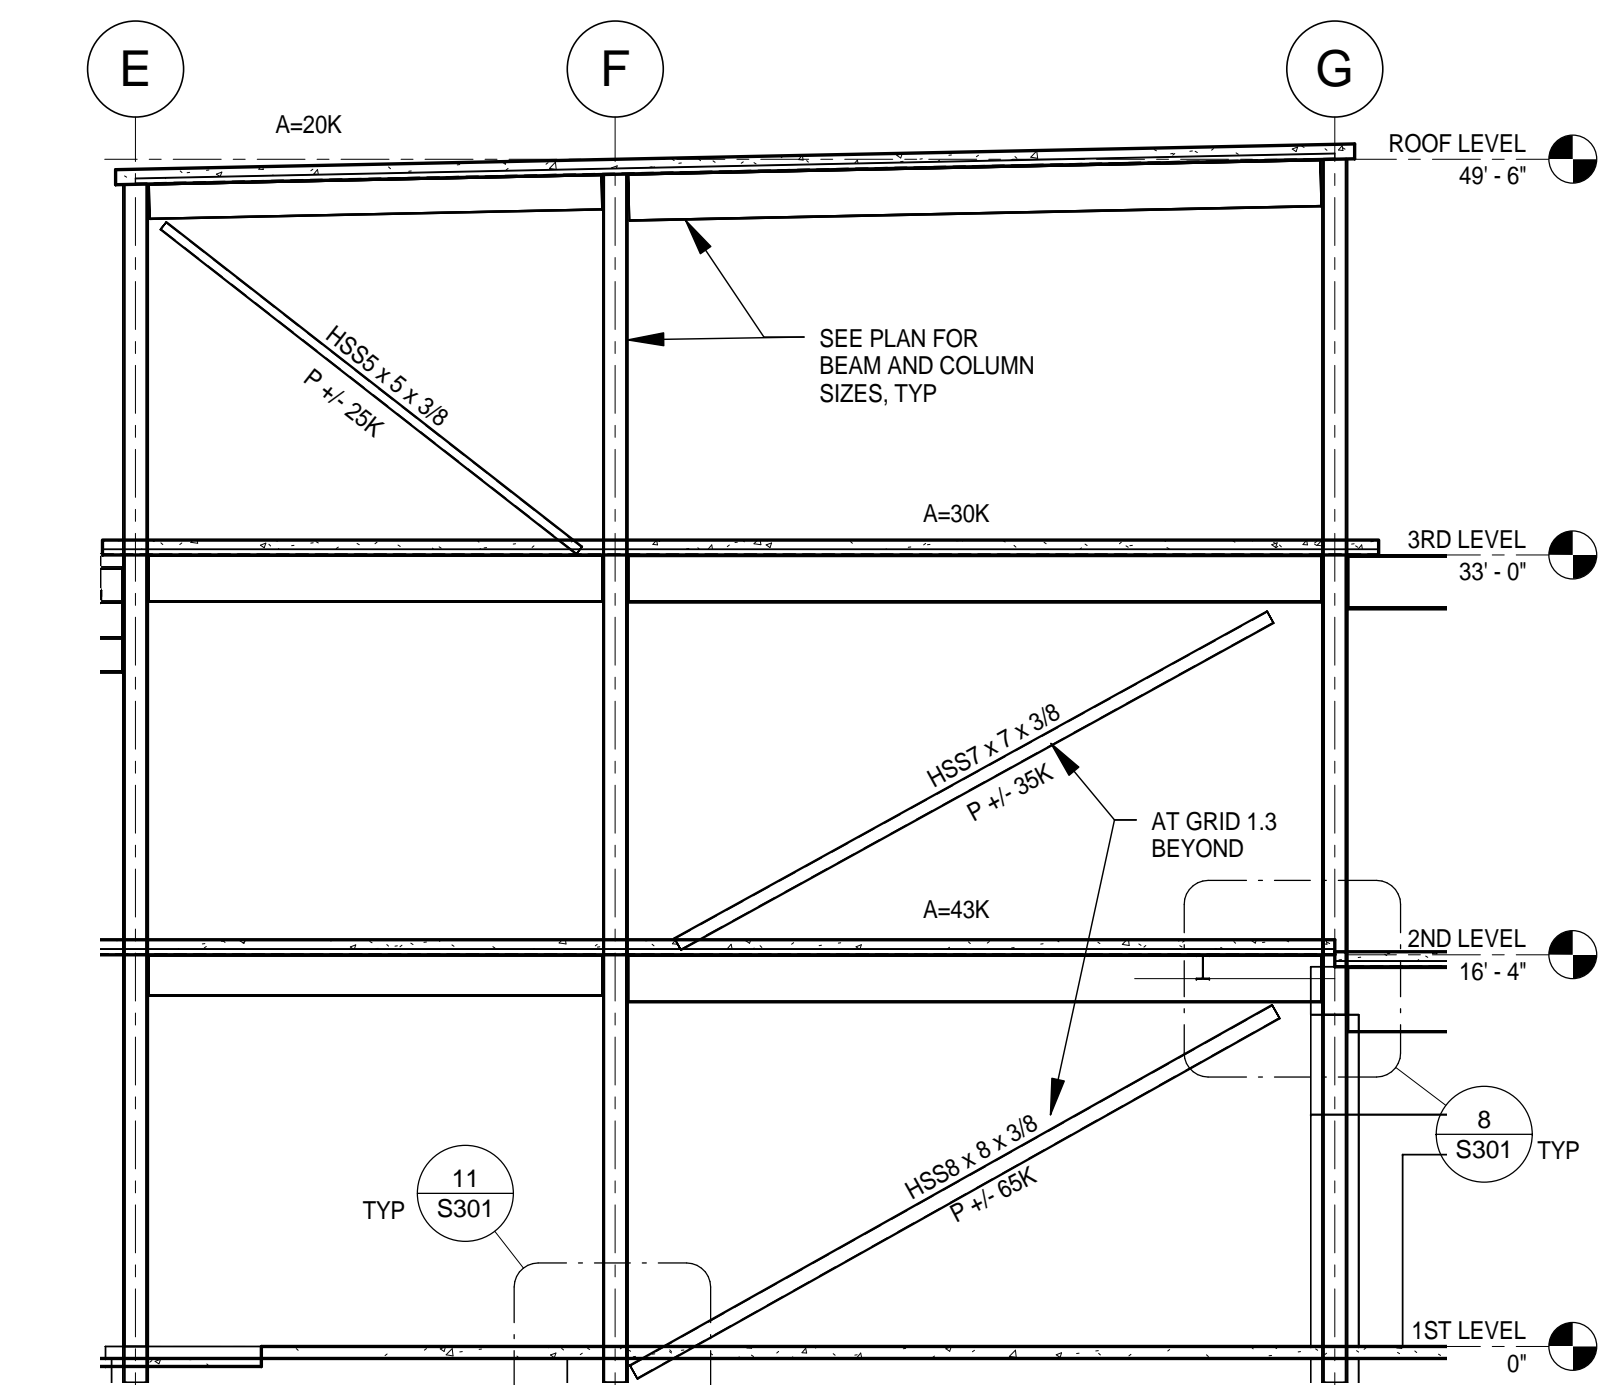 E
F
G
A=20K
ROOF LEVEL
49' - 6"
HSS5 x 5 x 3/8
P +/- 25K
SEE PLAN FOR
BEAM AND COLUMN
SIZES, TYP
A=30K
3RD LEVEL
33' - 0"
HSS7 x 7 x 3/8
P +/- 35K
AT GRID 1.3
BEYOND
A=43K
2ND LEVEL
16' - 4"
HSS8 x 8 x 3/8
P +/- 65K
8
S301
TYP
11
S301
TYP
1ST LEVEL
0"